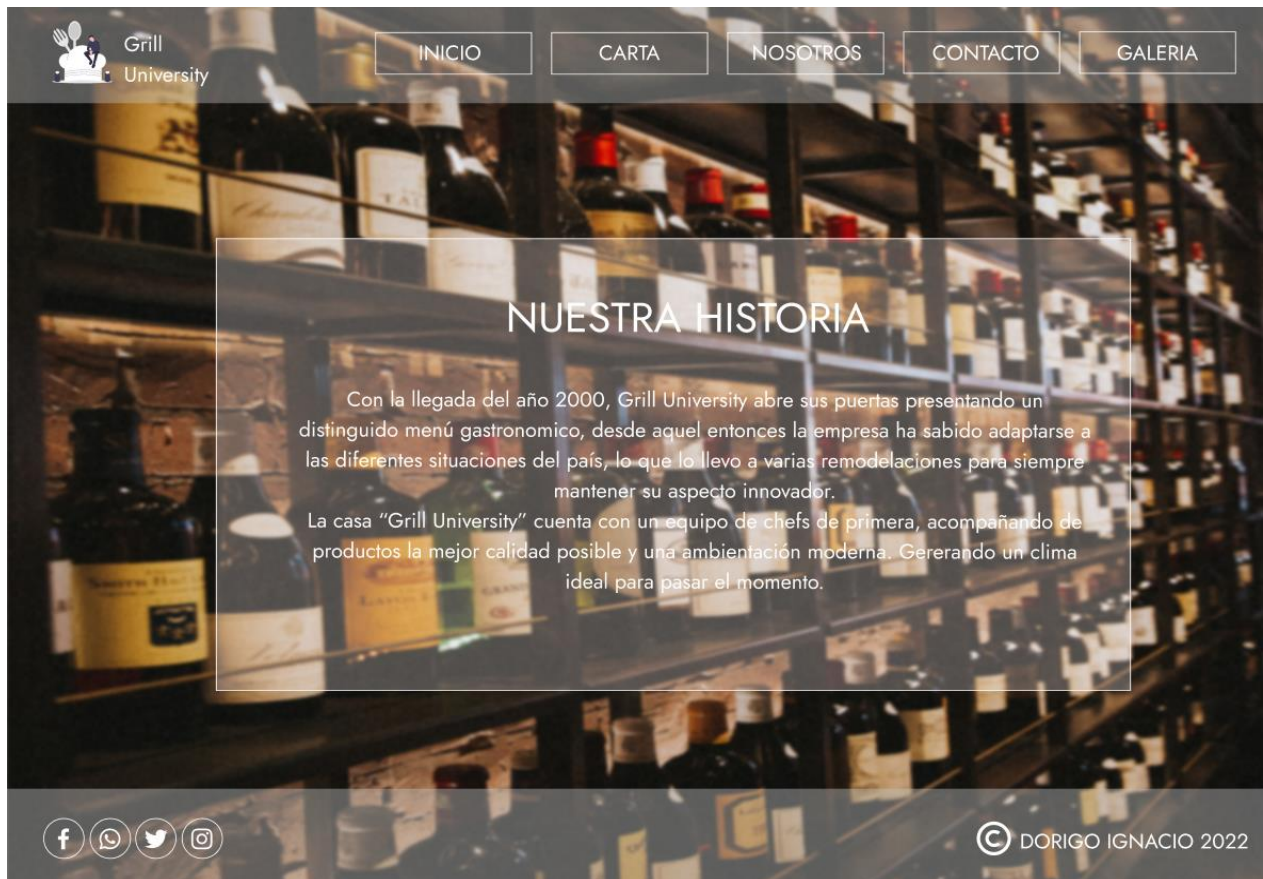 Grill
University
INICIO
CARTA
NOSOTROS
CONTACTO
GALERIA
NUESTRA HISTORIA
Con la llegada del año 2000, Grill University abre sus puertas presentando un
distinguido menú gastronomico, desde aquel entonces la empresa ha sabido adaptarse a
las diferentes situaciones del país, lo que lo llevo a varias remodelaciones para siempre
mantener su aspecto innovador.
La casa “Grill University” cuenta con un equipo de chefs de primera, acompañando de
productos la mejor calidad posible y una ambientación moderna. Gererando un clima
ideal para pasar el momento.
© DORIGO IGNACIO 2022